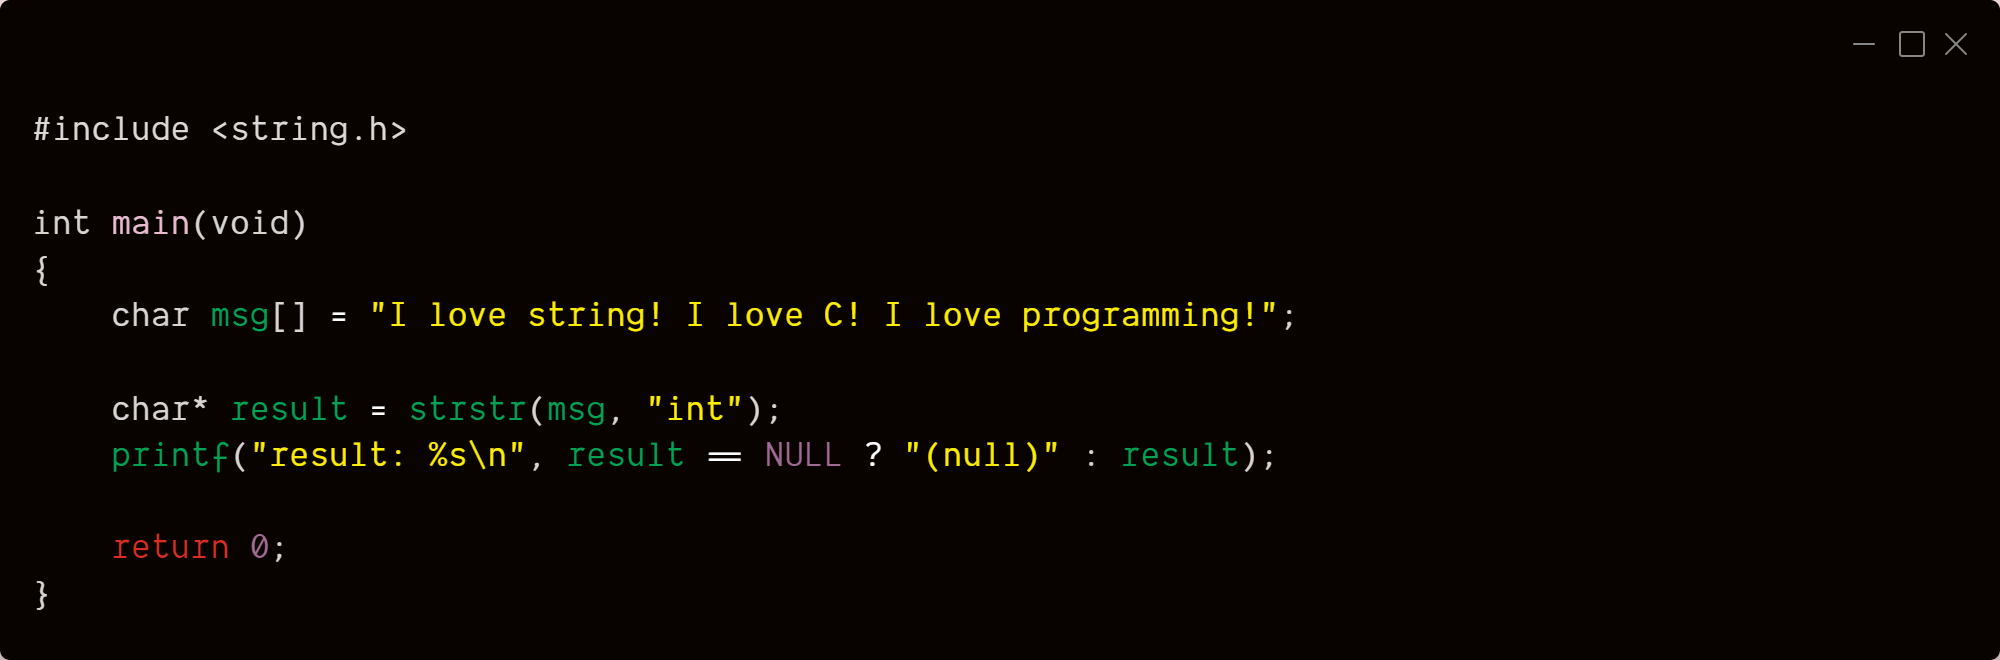 #include <string.h>
int main(void)
{
char msg[] = "I love string! I love C! I love programming!";
char* result = strstr(msg, "int");
printf("result: %s\n", result == NULL ? "(null)" : result);
return 0;
}